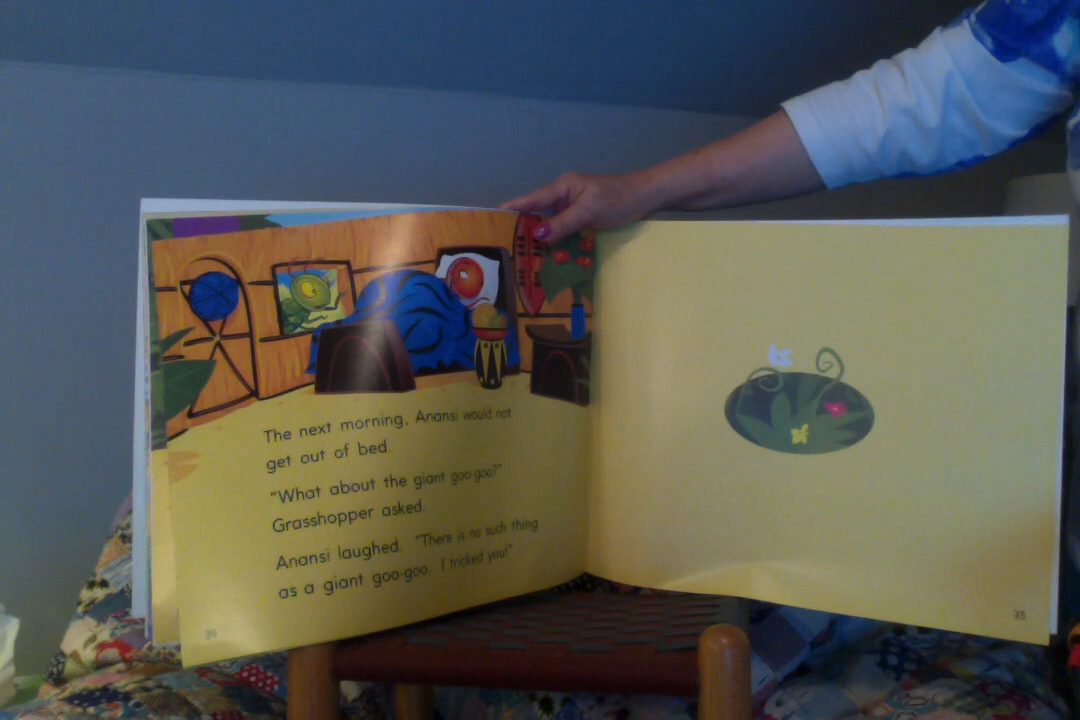 The next morning, Anansi would not
get out of bed.
"What about the giant goo-goo?"
Grasshopper asked.
Anansi laughed. "There is no such thing
as a giant goo-goo. I tricked you!"
34
35